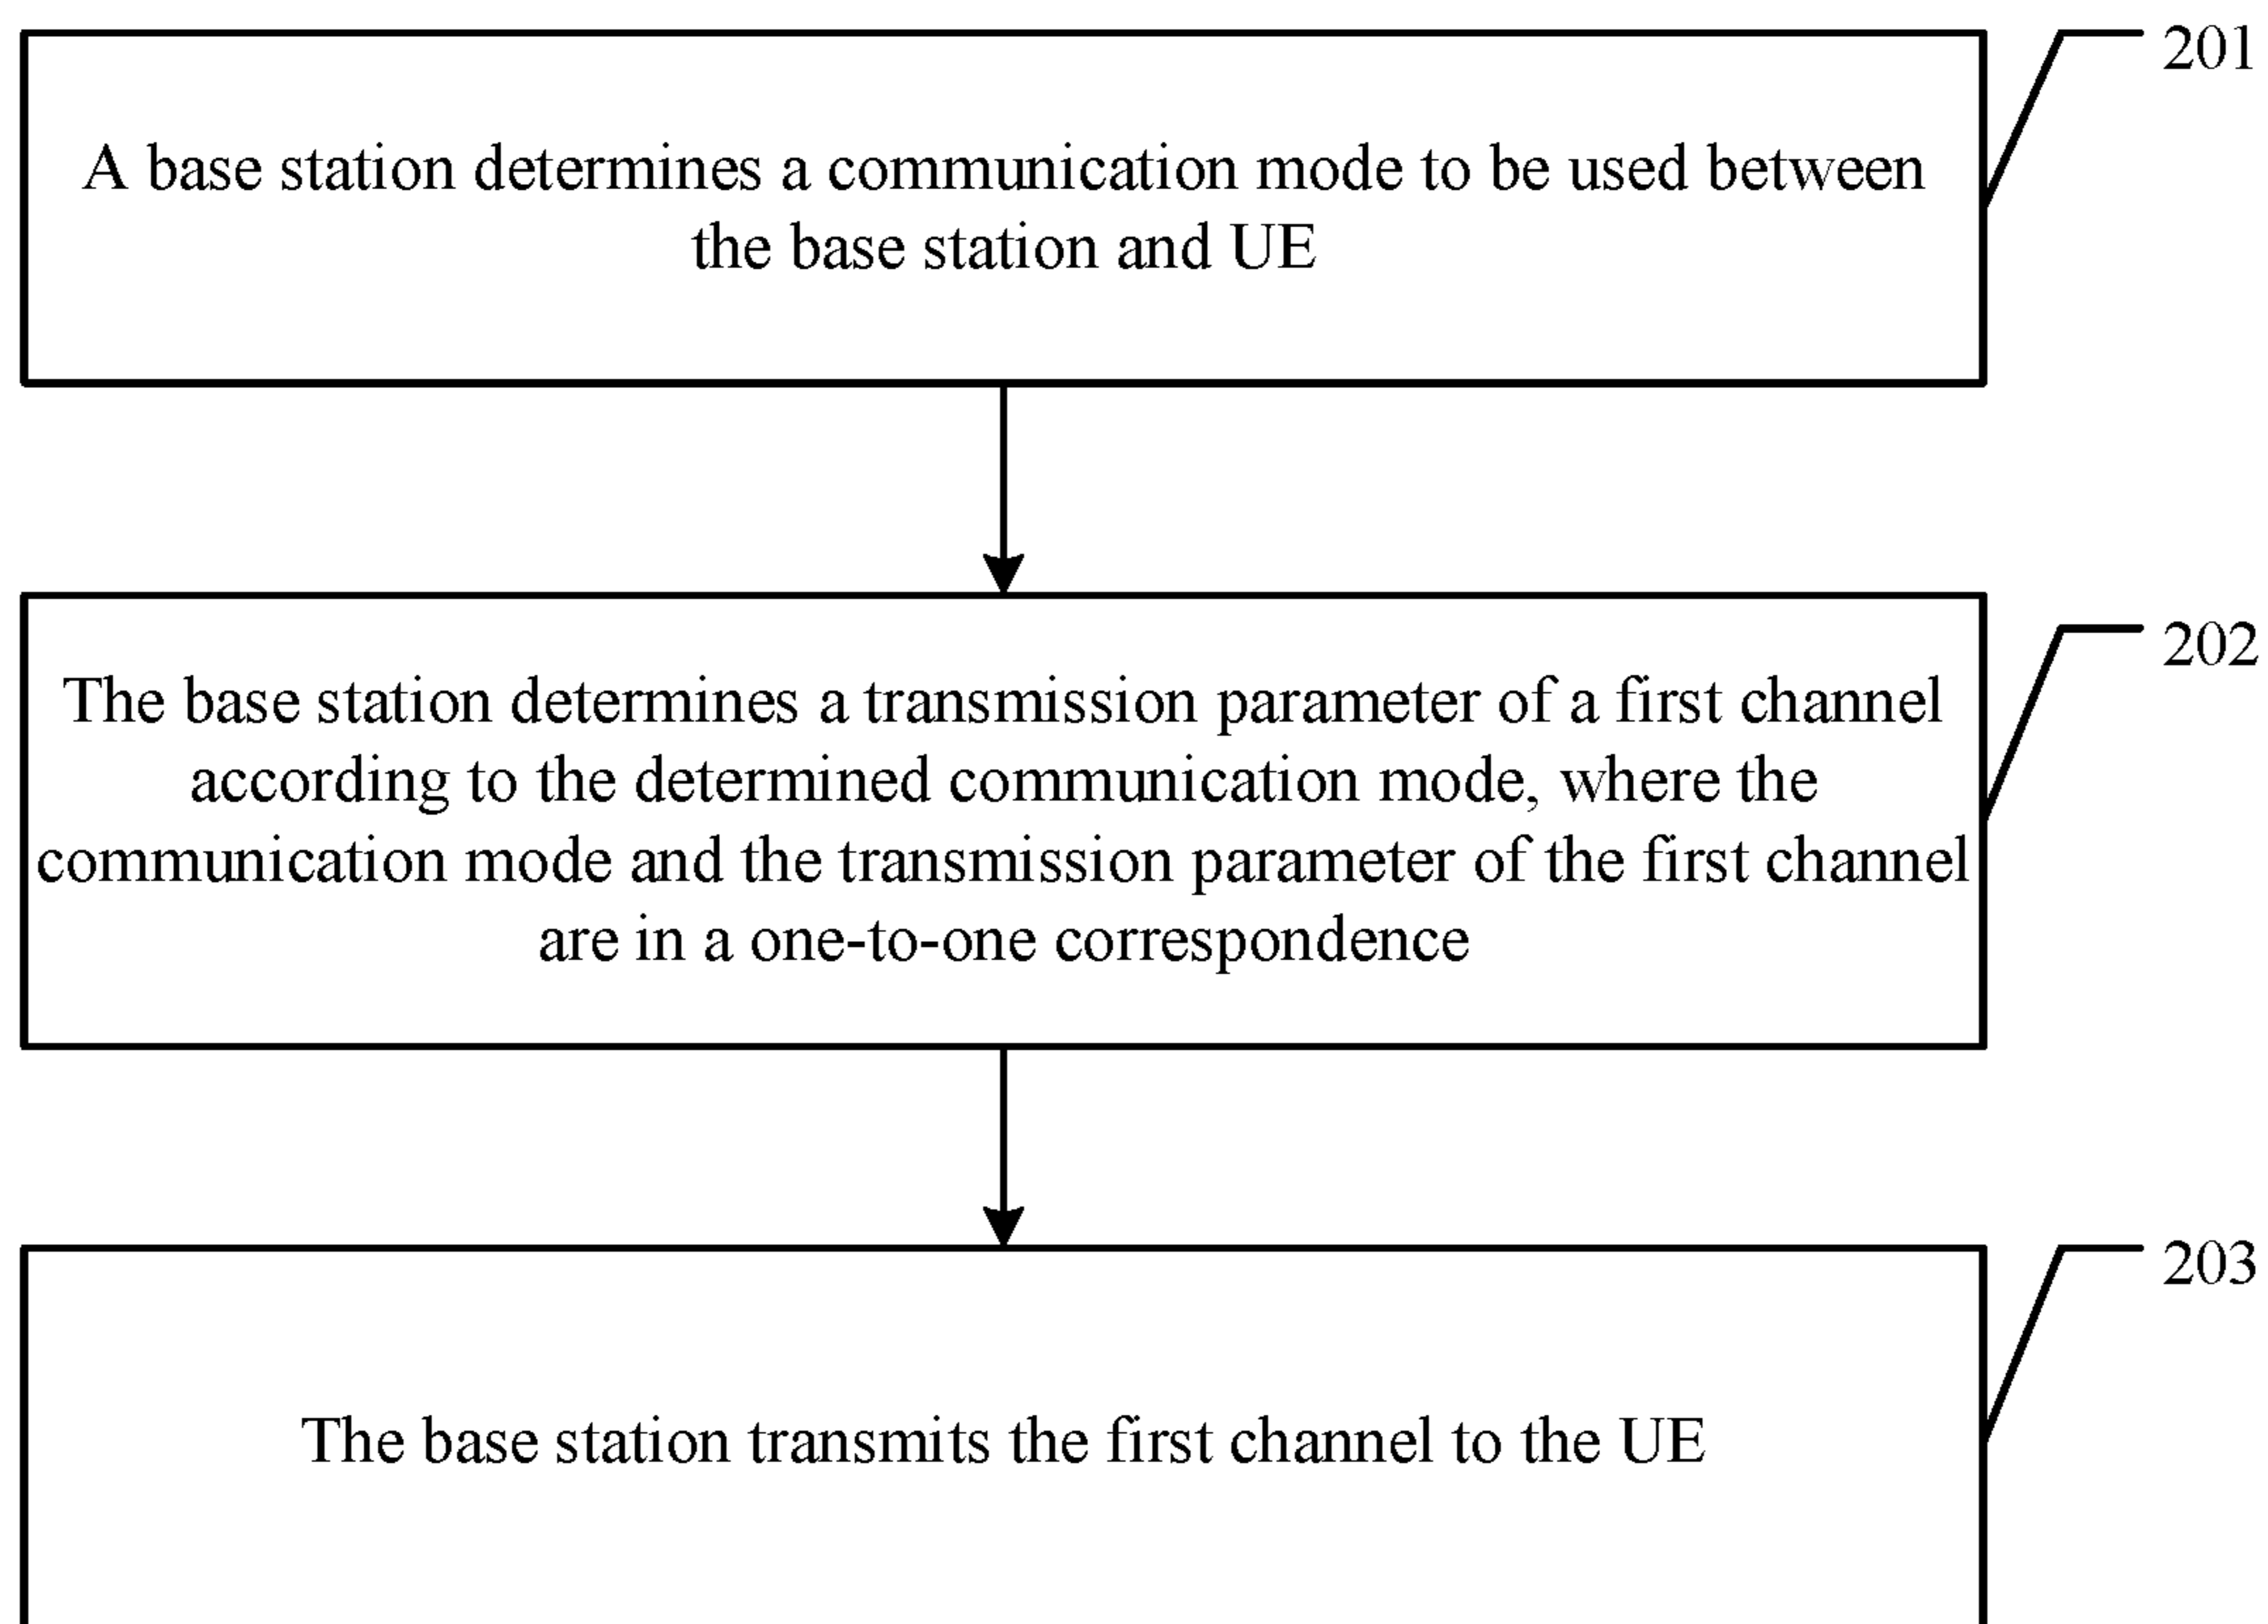 201
A base station determines a communication mode to be used between
the base station and UE
202
The base station determines a transmission parameter of a first channel
according to the determined communication mode, where the
communication mode and the transmission parameter of the first channel
are in a one-to-one correspondence
203
The base station transmits the first channel to the UE